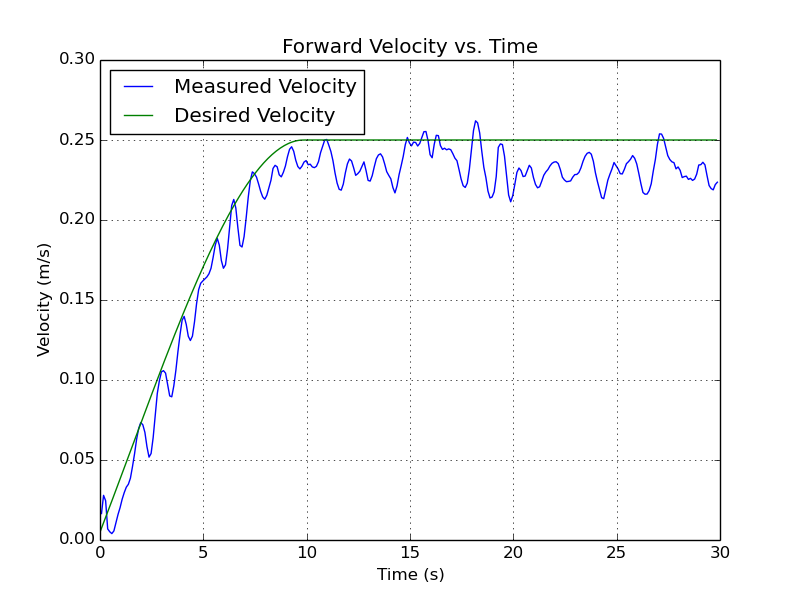 Forward Velocity vs. Time
0.30
Measured Velocity
Desired Velocity
0.25
0.20
0.15
0.10
0.05
0.00
Velocity (m/s)
0 5 10 15 20 25 30
Time (s)